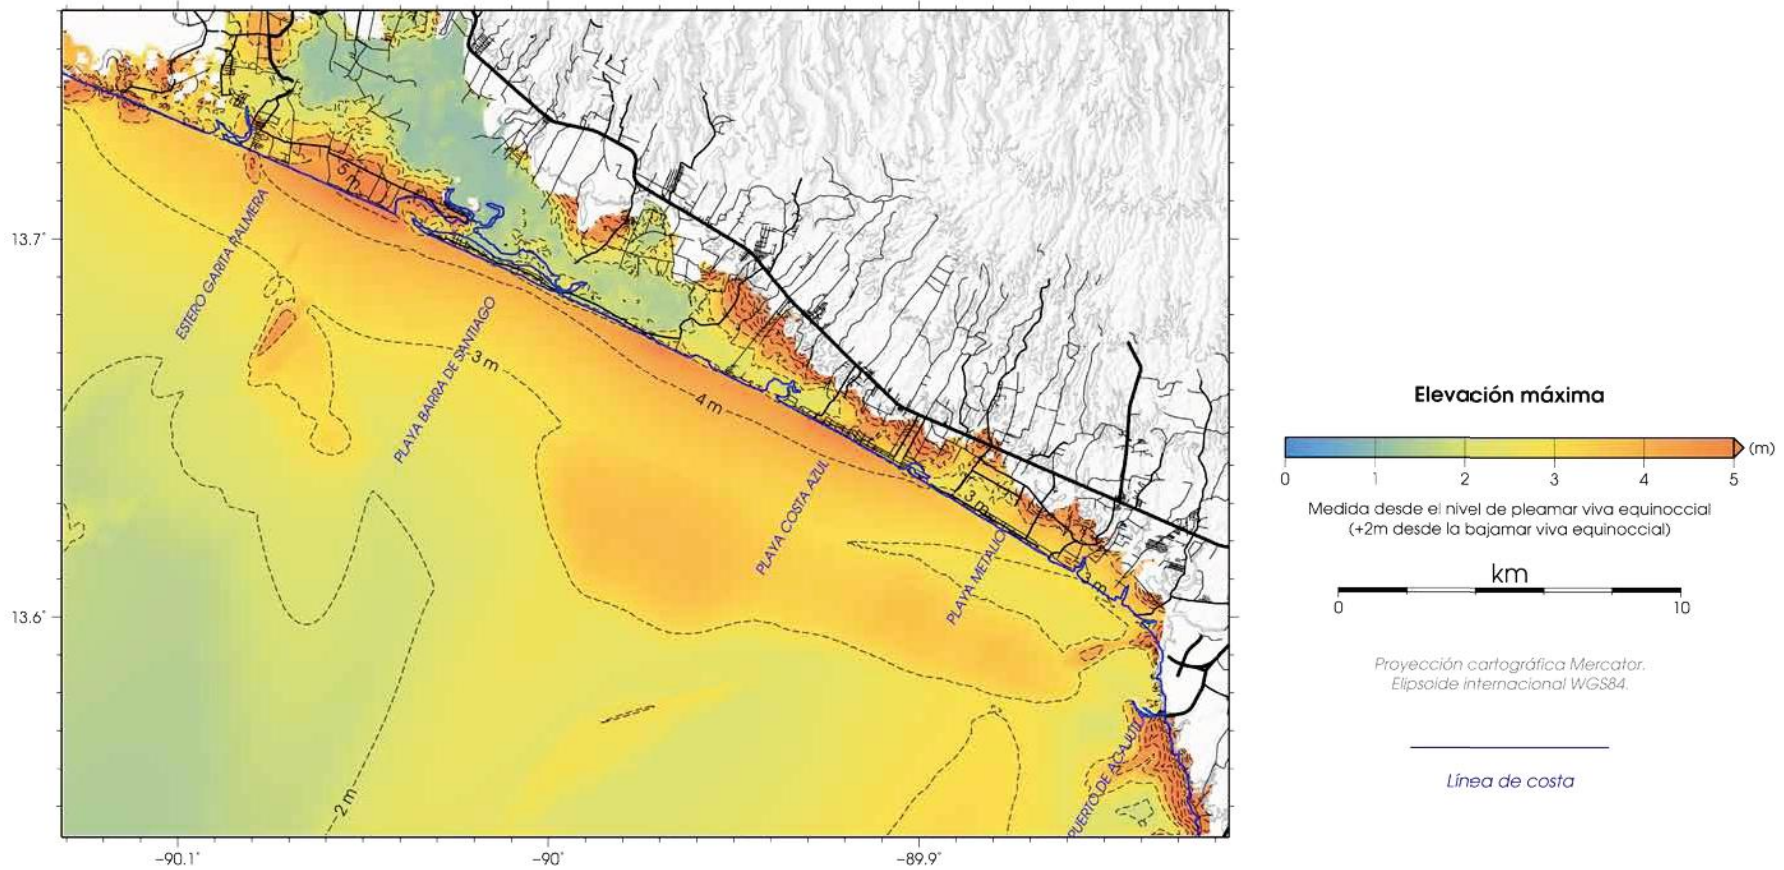 5 m
13.7°
ESTERO GARITA RALMERA
PLAYA BARRA DE SANTIAGO
3 m
4 m
PLAYA COSTA AZUL
3 m
PLAYA METALIO
3 m
13.6°
PUERTO DE ACAJUTLA
2 m
-90.1°
-90°
-89.9°
Elevación máxima
(m)
0 1 2 3 4 5
Medida desde el nivel de pleamar viva equinoccial
(+2m desde la bajamar viva equinoccial)
km
0 10
Proyección cartográfica Mercator.
Elipsoide internacional WGS84.
Línea de costa